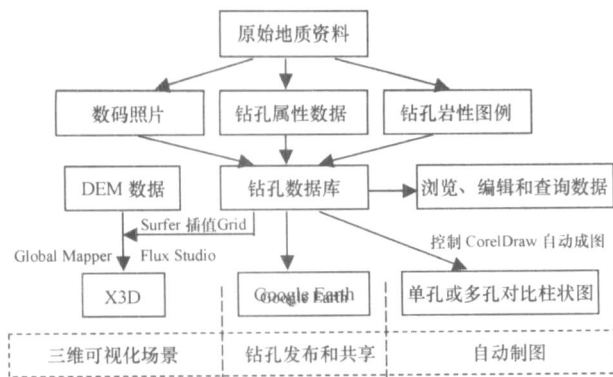 原始地质资料
数码照片 钻孔属性数据 钻孔岩性图例
DEM 数据 钻孔数据库 浏览、编辑和查询数据
Surfer 插值Grid
控制 CorelDraw 自动成图
Global Mapper Flux Studio
X3D Google Earth 单孔或多孔对比柱状图
三维可视化场景 钻孔发布和共享 自动制图